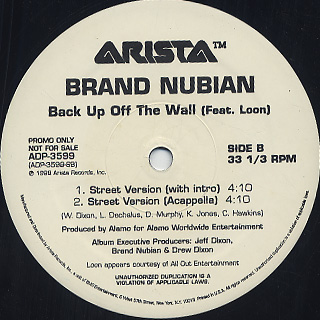 ARISTA™
BRAND NUBIAN
Back Up Off The Wall (Feat. Loon)
PROMO ONLY
NOT FOR SALE
ADP-3599
(ADP-3599-SB)
℗ 1998 Arista Records, Inc.
SIDE B
33 1/3 RPM
1. Street Version (with intro) 4:10
2. Street Version (Acappella) 4:10
(W. Dixon, L. Dechalus, D. Murphy, K. Jones, C. Hawkins)
Produced by Alamo for Alamo Worldwide Entertainment
Album Executive Producers: Jeff Dixon,
Brand Nubian & Drew Dixon
Loon appears courtesy of All Out Entertainment
UNAUTHORIZED DUPLICATION IS A
VIOLATION OF APPLICABLE LAWS.